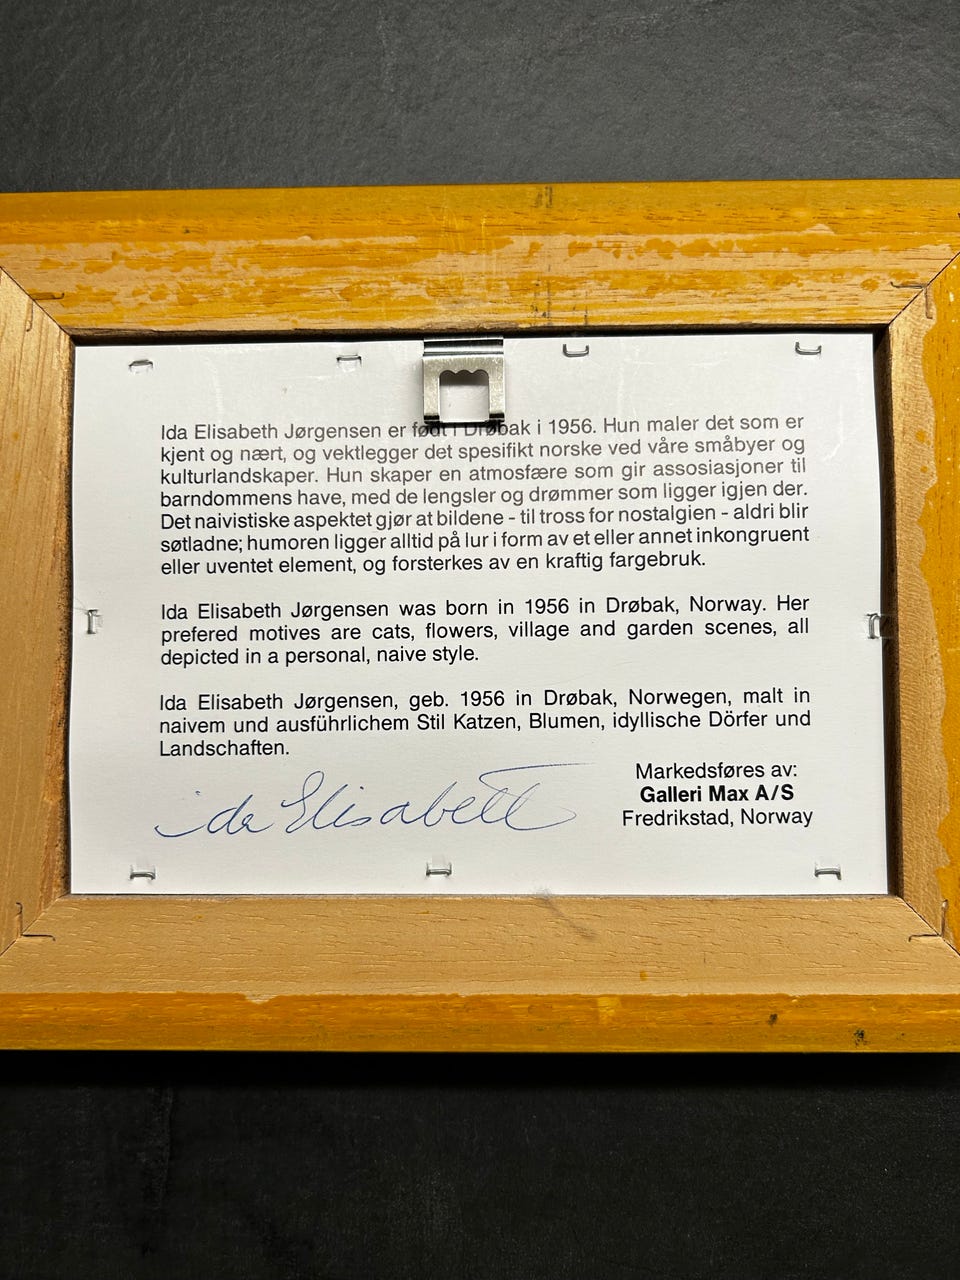 Ida Elisabeth Jørgensen er født i Drøbak i 1956. Hun maler det som er
kjent og nært, og vektlegger det spesifikt norske ved våre småbyer og
kulturlandskaper. Hun skaper en atmosfære som gir assosiasjoner til
barndommens have, med de lengsler og drømmer som ligger igjen der.
Det naivistiske aspektet gjør at bildene - til tross for nostalgien - aldri blir
søtladne; humoren ligger alltid på lur i form av et eller annet inkongruent
eller uventet element, og forsterkes av en kraftig fargebruk.
Ida Elisabeth Jørgensen was born in 1956 in Drøbak, Norway. Her
prefered motives are cats, flowers, village and garden scenes, all
depicted in a personal, naive style.
Ida Elisabeth Jørgensen, geb. 1956 in Drøbak, Norwegen, malt in
naivem und ausführlichem Stil Katzen, Blumen, idyllische Dörfer und
Landschaften.
Ida Elisabeth
Markedsføres av:
Galleri Max A/S
Fredrikstad, Norway